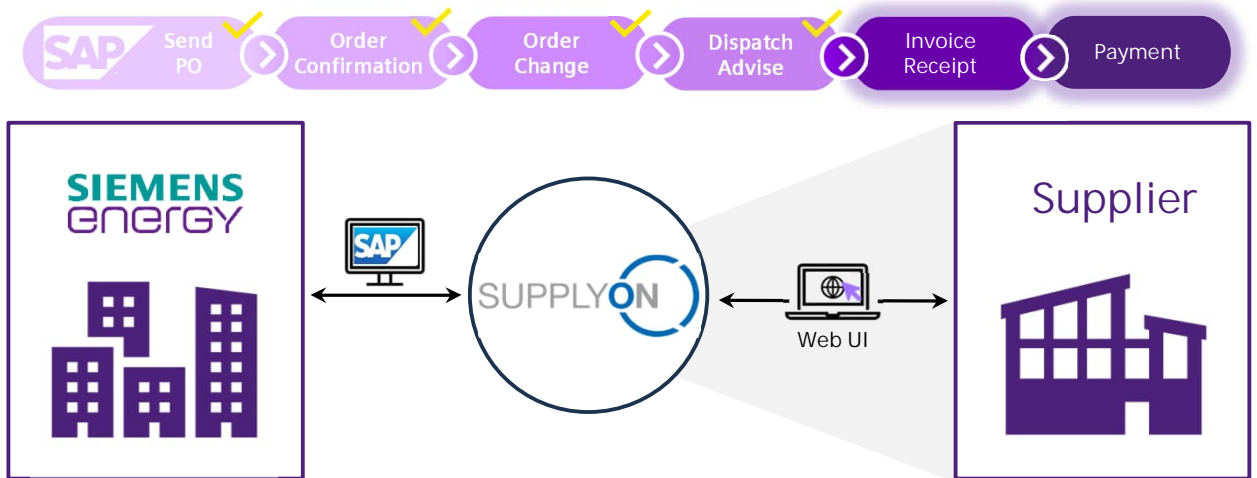 SAP
Send
PO
Order
Confirmation
Order
Change
Dispatch
Advise
Invoice
Receipt
Payment
SIEMENS
energy
SAP
SUPPLYON
Web UI
Supplier